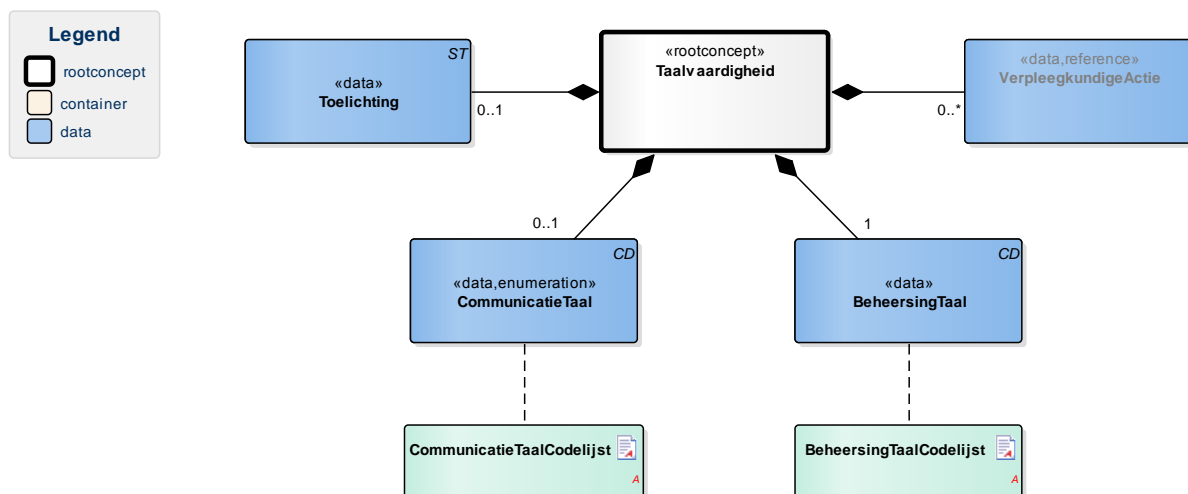 Legend
rootconcept
container
data
ST
«data»
Toelichting
0..1
«rootconcept»
Taalvaardigheid
«data,reference»
VerpleegkundigeActie
0..*
0..1
1
CD
«data,enumeration»
CommunicatieTaal
CD
«data»
BeheersingTaal
CommunicatieTaalCodelijst
A
BeheersingTaalCodelijst
A